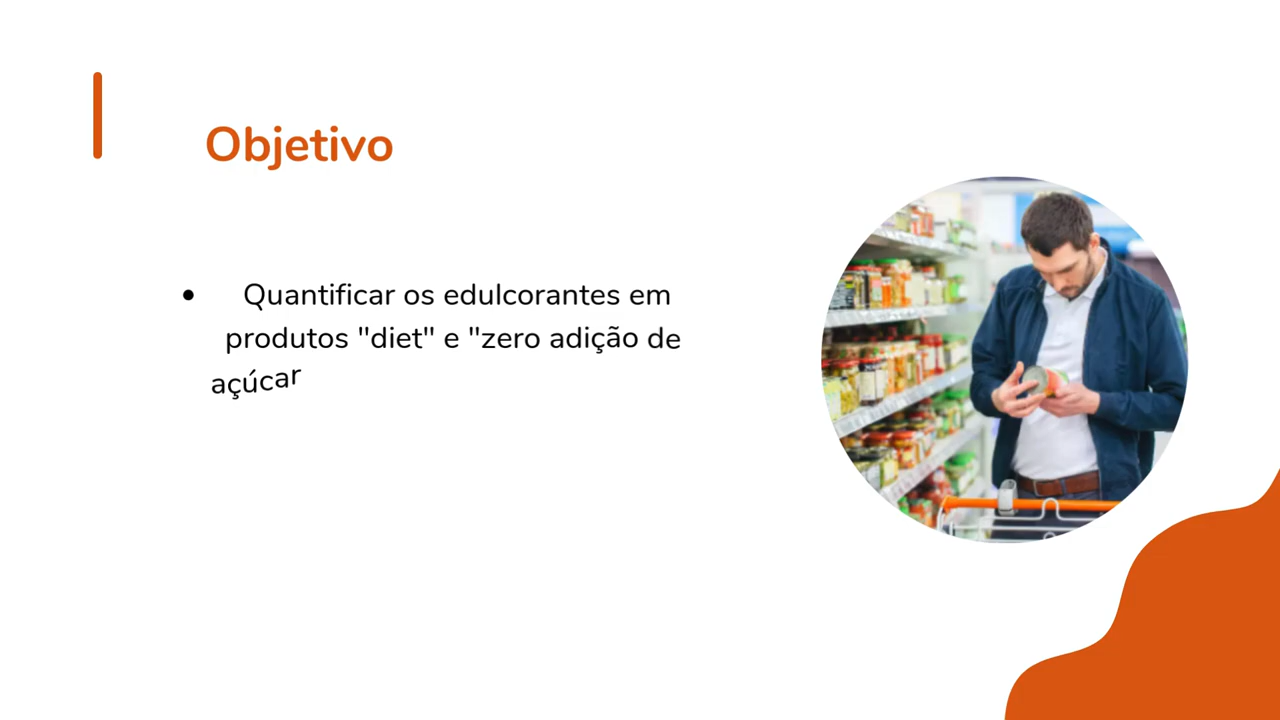 Objetivo
• Quantificar os edulcorantes em
produtos "diet" e "zero adição de
açúcar